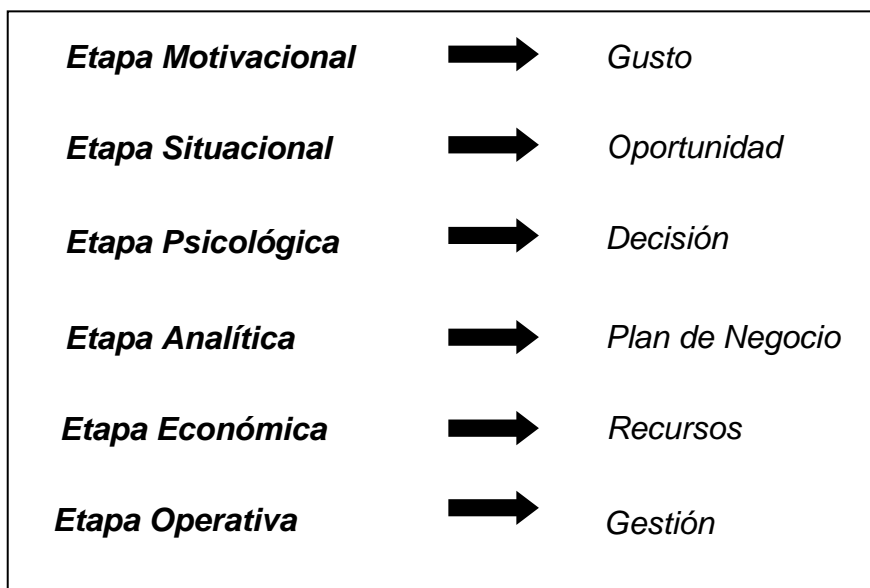 Etapa Motivacional Gusto
Etapa Situacional Oportunidad
Etapa Psicológica Decisión
Etapa Analítica Plan de Negocio
Etapa Económica Recursos
Etapa Operativa Gestión